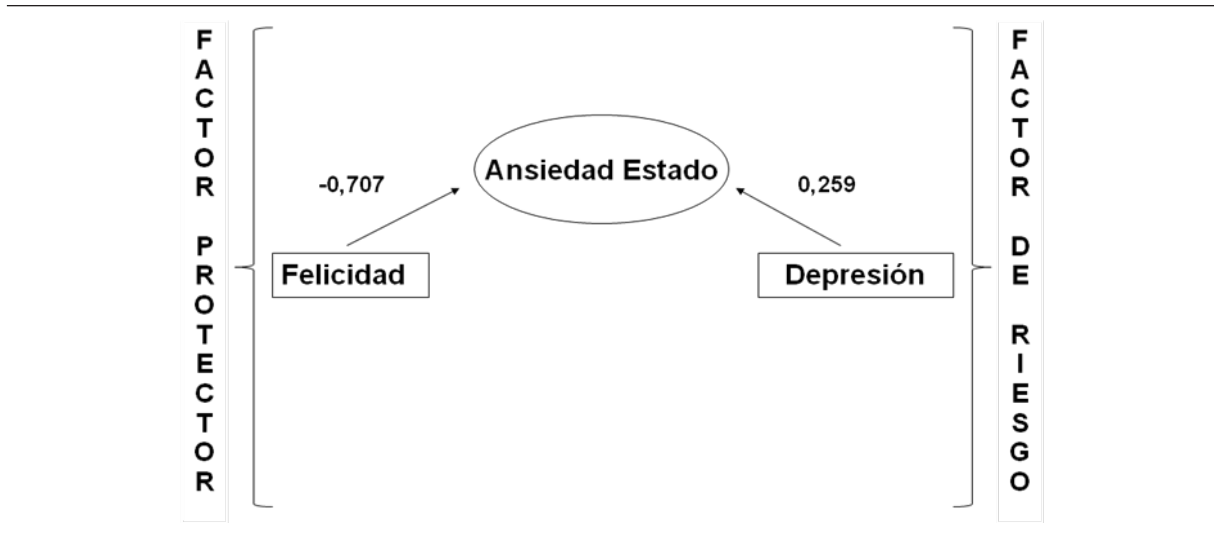 FACTOR PROTECTOR
Ansiedad Estado
-0,707
0,259
Felicidad
Depresión
FACTOR DE RIESGO